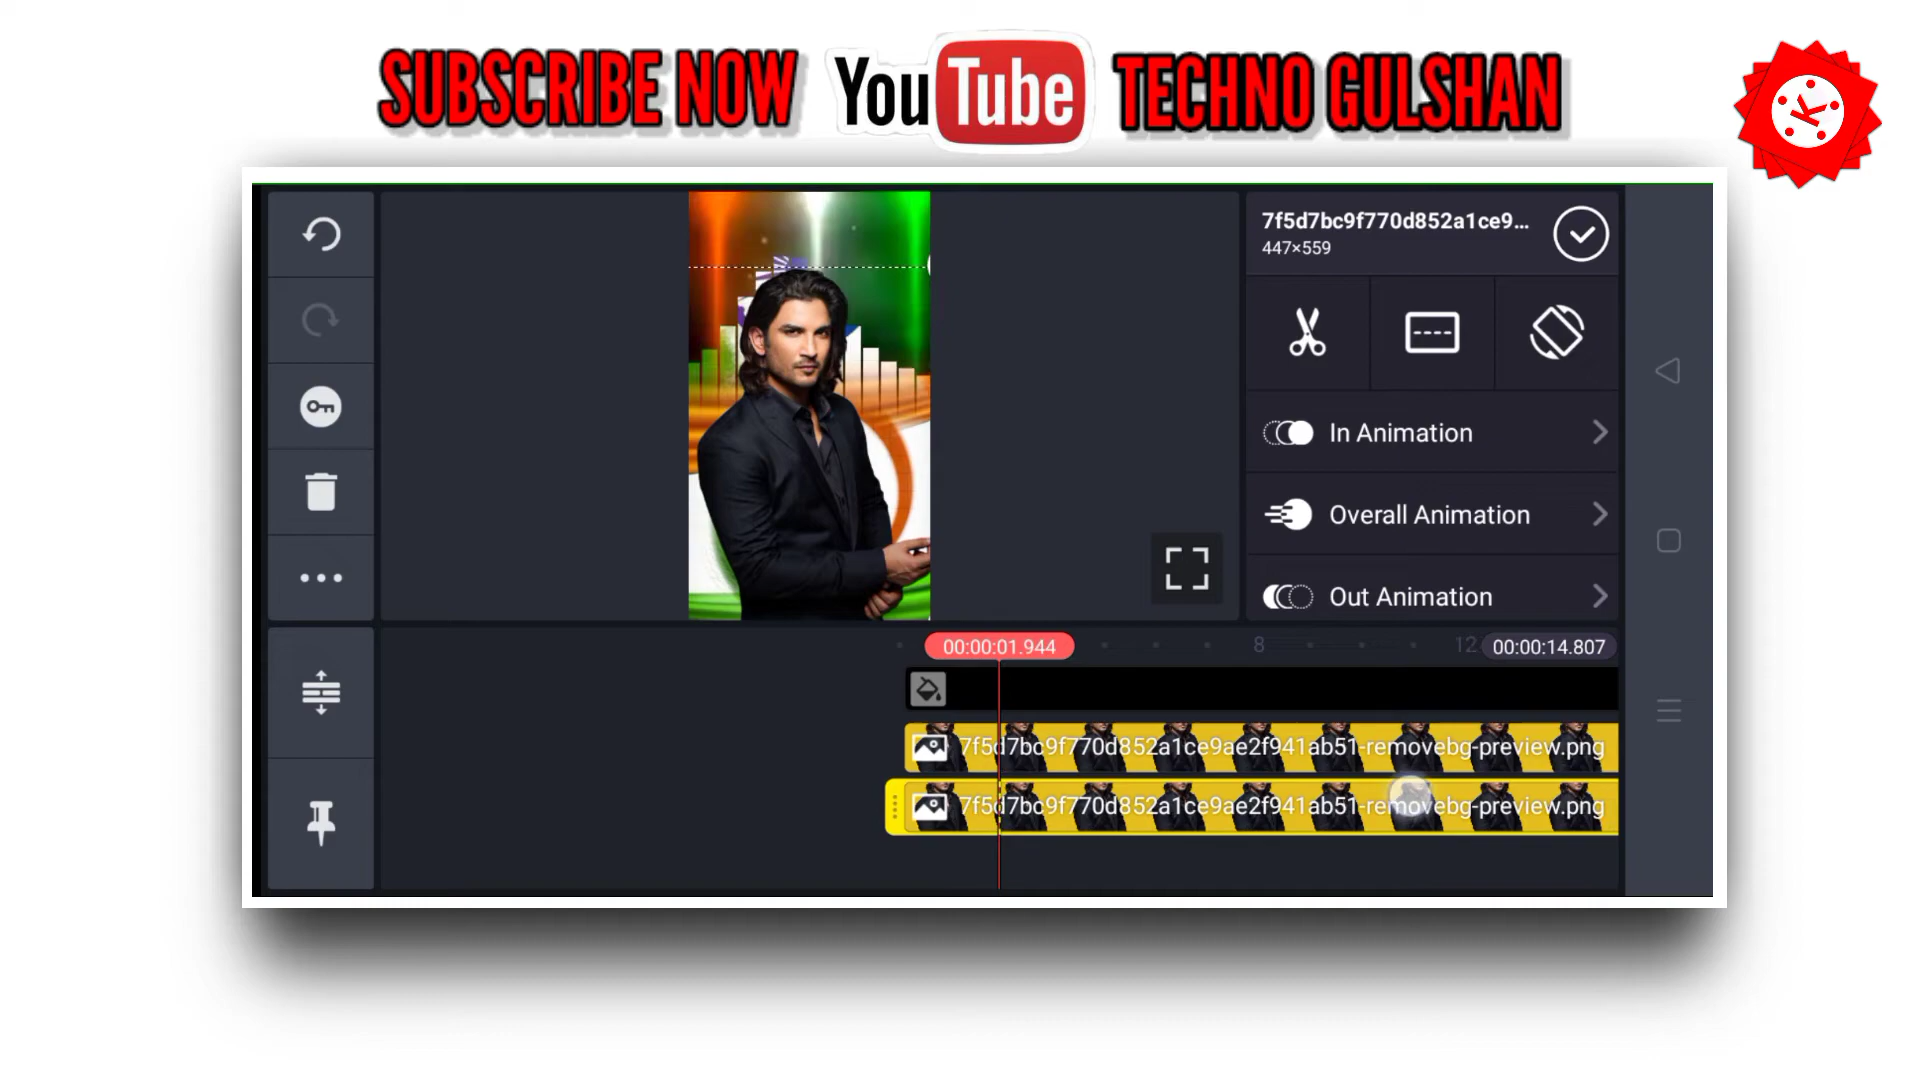 SUBSCRIBE NOW YouTube TECHNO GULSHAN
K
7f5d7bc9f770d852a1ce9...
447×559
In Animation
Overall Animation
Out Animation
00:00:01.944 8 12 00:00:14.807
7f5d7bc9f770d852a1ce9ae2f941ab51-removebg-preview.png
7f5d7bc9f770d852a1ce9ae2f941ab51-removebg-preview.png